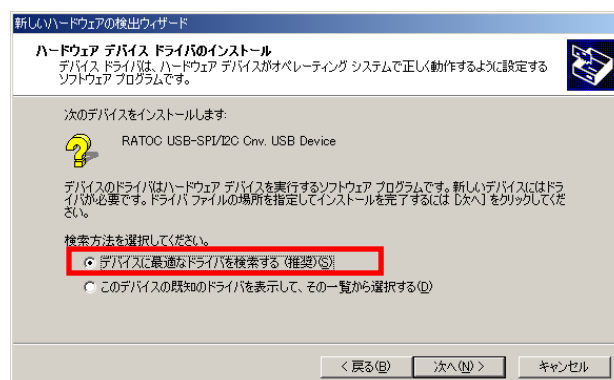 新しいハードウェアの検出ウィザード
ハードウェア デバイス ドライバのインストール
デバイス ドライバは、ハードウェア デバイスがオペレーティング システムで正しく動作するように設定する
ソフトウェア プログラムです。
次のデバイスをインストールします:
RATOC USB-SPI/I2C Cnv. USB Device
デバイスのドライバはハードウェア デバイスを実行するソフトウェア プログラムです。新しいデバイスにはドラ
イバが必要です。ドライバ ファイルの場所を指定してインストールを完了するには [次へ] をクリックしてくだ
さい。
検索方法を選択してください。
デバイスに最適なドライバを検索する (推奨)(S)
このデバイスの既知のドライバを表示して、その一覧から選択する(D)
< 戻る(B)
次へ(N) >
キャンセル